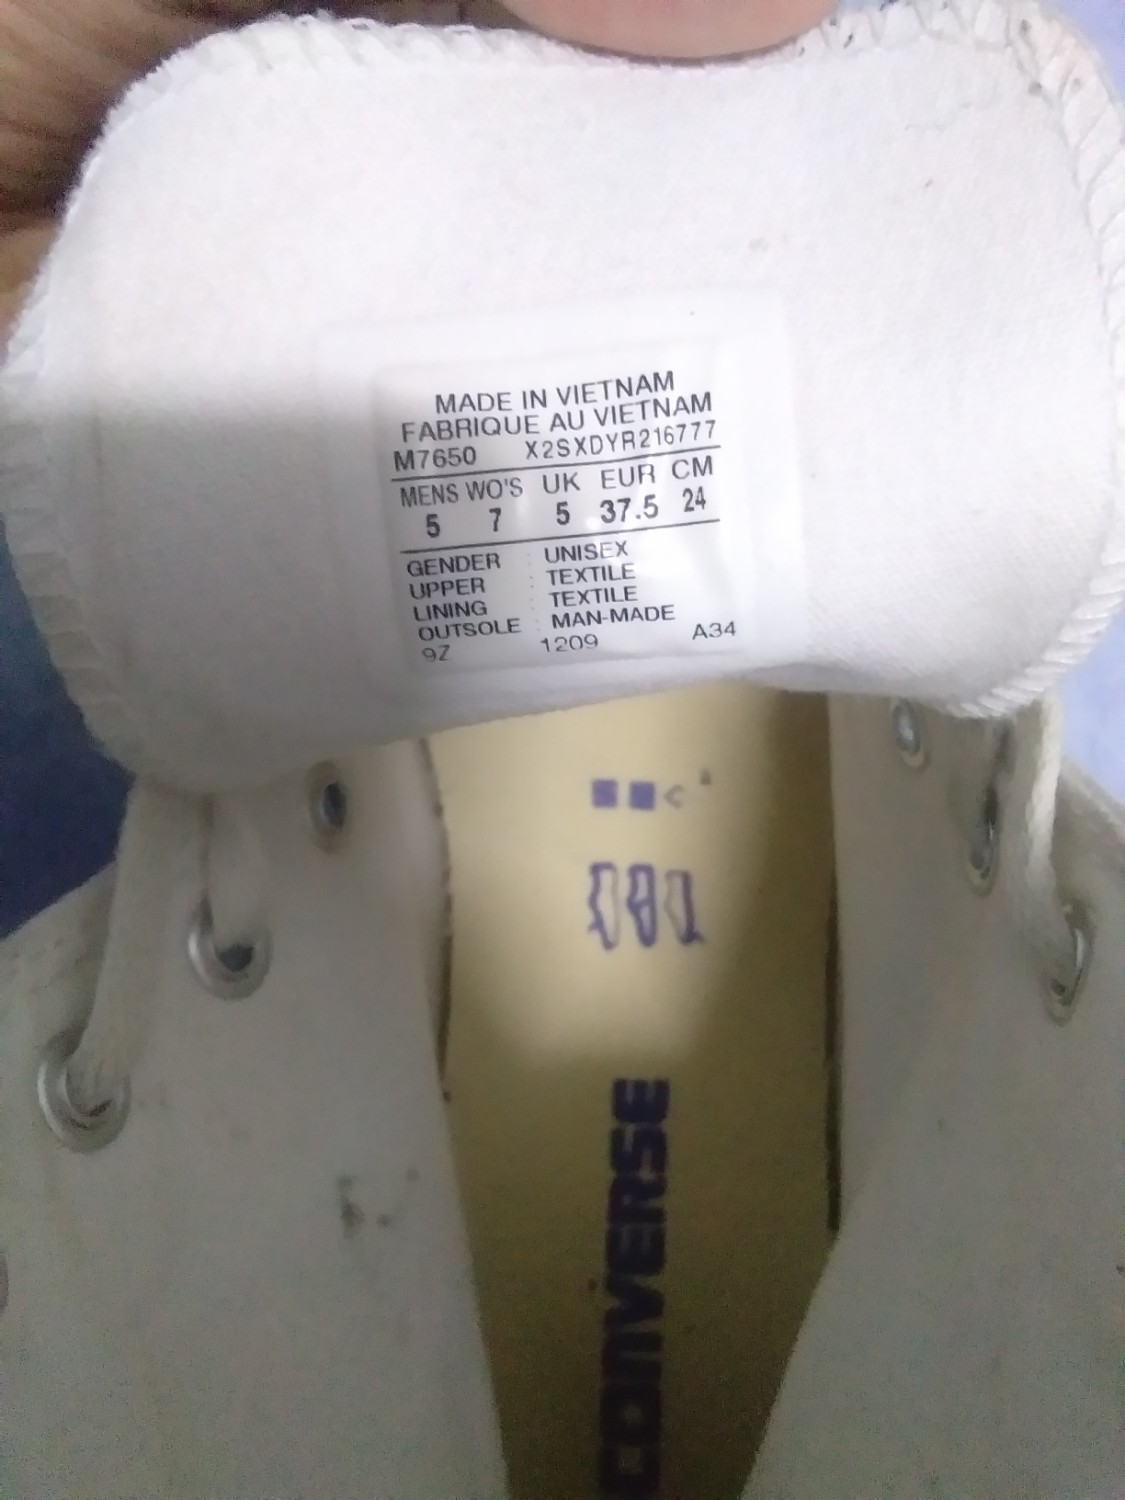 MADE IN VIETNAM
FABRIQUE AU VIETNAM
M7650 X2SXDYR216777
MENS WO'S UK EUR CM
5 7 5 37.5 24
GENDER : UNISEX
UPPER : TEXTILE
LINING : TEXTILE
OUTSOLE : MAN-MADE
9Z 1209 A34
CONVERSE